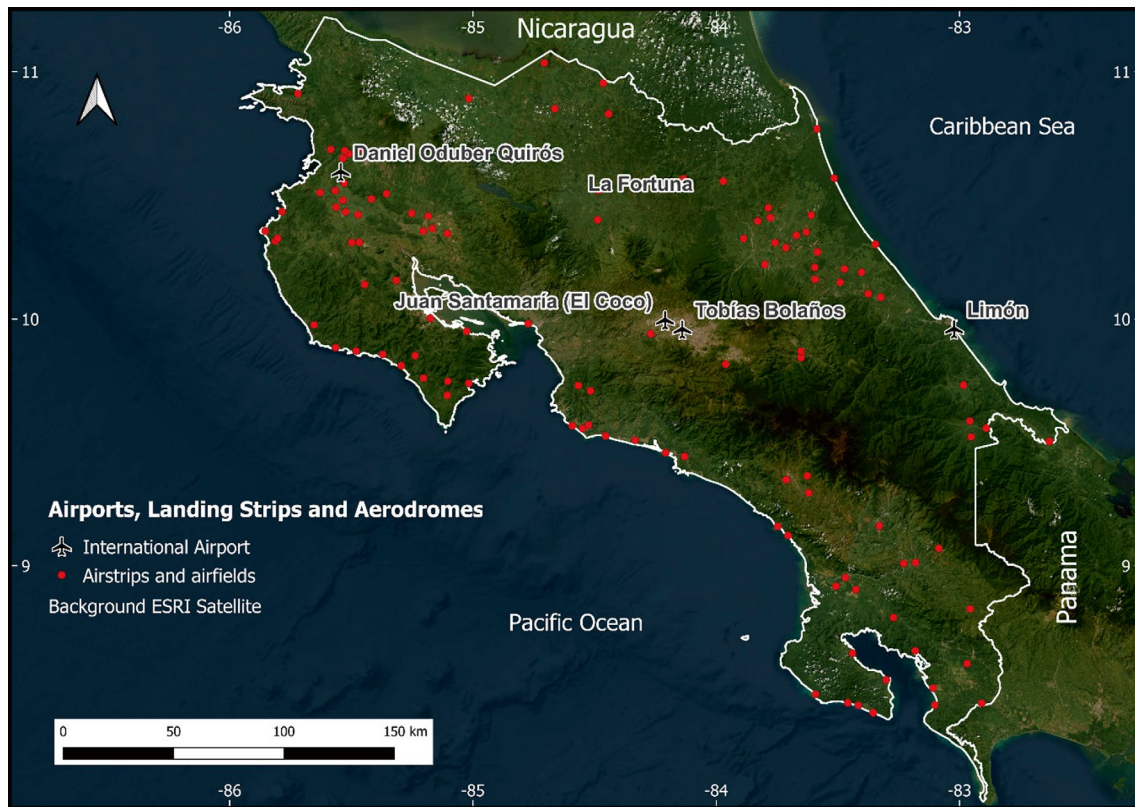 -86
-85
-84
-83
Nicaragua
11
11
Caribbean Sea
Daniel Oduber Quirós
La Fortuna
Juan Santamaría (El Coco)
Tobías Bolaños
Limón
10
10
Airports, Landing Strips and Aerodromes
International Airport
Airstrips and airfields
Background ESRI Satellite
9
9
Panama
Pacific Ocean
0
50
100
150 km
-86
-85
-84
-83